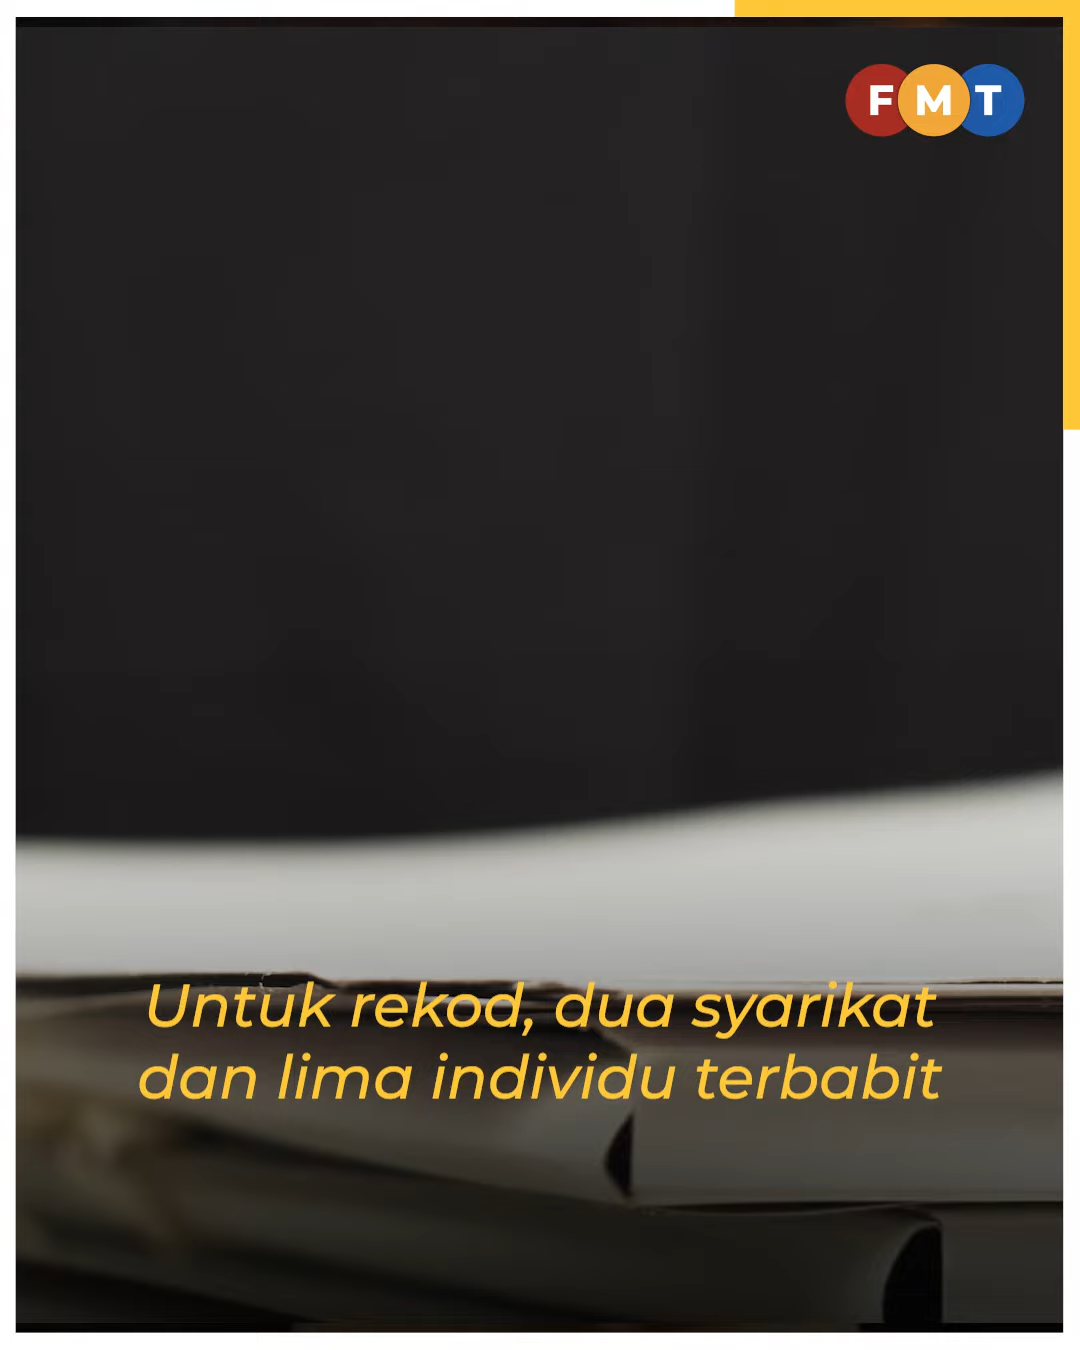 FMT
Untuk rekod, dua syarikat
dan lima individu terbabit